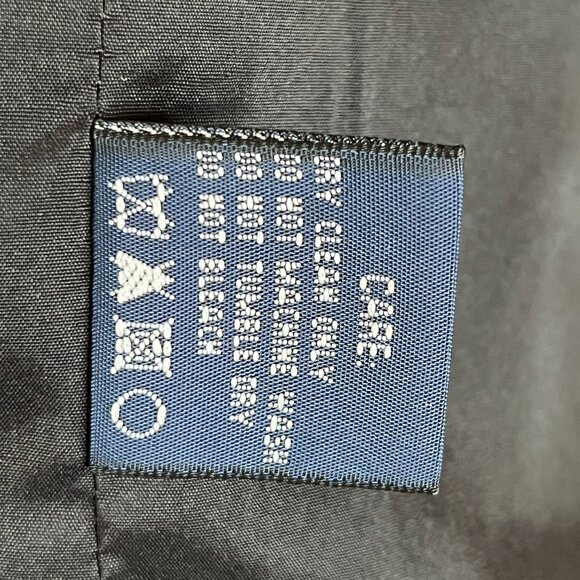 CARE:
DRY CLEAN ONLY
DO NOT MACHINE WASH
DO NOT TUMBLE DRY
DO NOT BLEACH